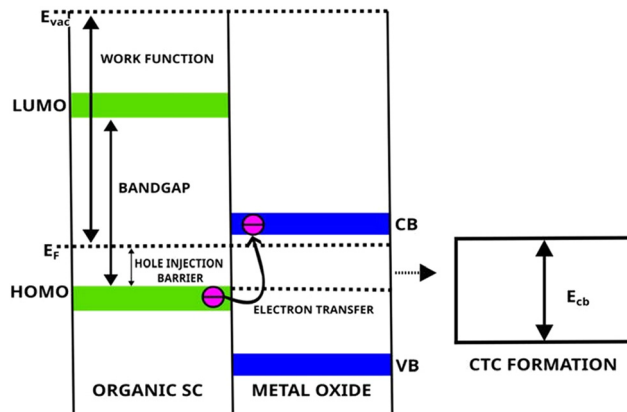 Evac
WORK FUNCTION
LUMO
BANDGAP
CB
EF
HOLE INJECTION
BARRIER
HOMO
ELECTRON TRANSFER
Ecb
VB
CTC FORMATION
ORGANIC SC
METAL OXIDE